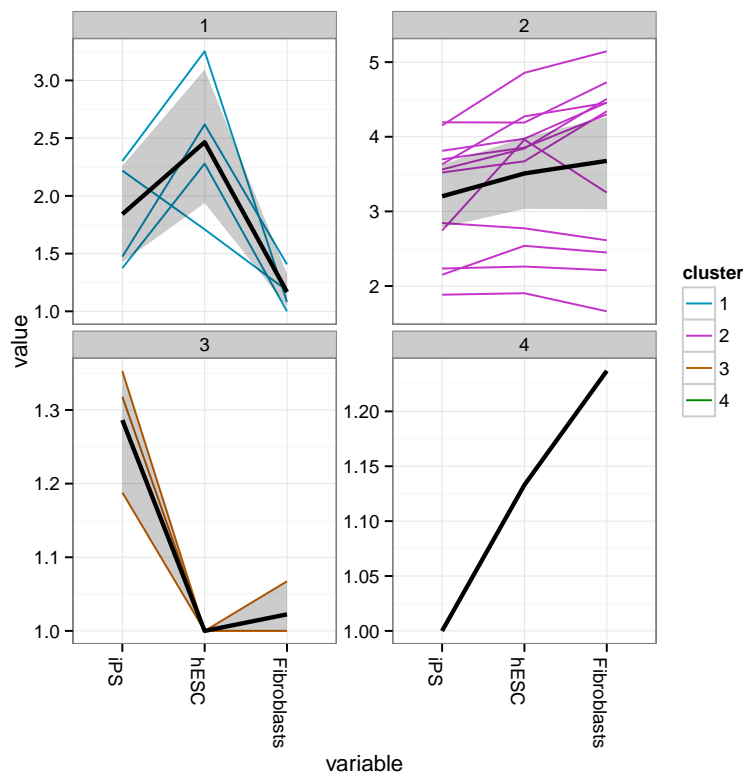 1
2
3.0
2.5
2.0
1.5
1.0
5
4
3
2
value
cluster
1
2
3
4
3
4
1.3
1.2
1.1
1.0
1.20
1.15
1.10
1.05
1.00
iPS
hESC
Fibroblasts
iPS
hESC
Fibroblasts
variable